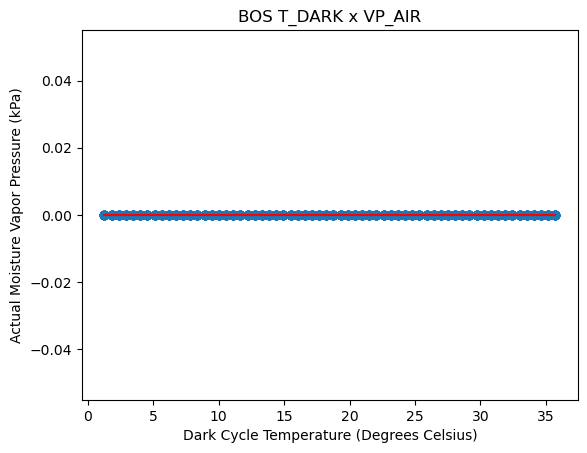 BOS T_DARK x VP_AIR
Actual Moisture Vapor Pressure (kPa)
0.04
0.02
0.00
−0.02
−0.04
0 5 10 15 20 25 30 35
Dark Cycle Temperature (Degrees Celsius)